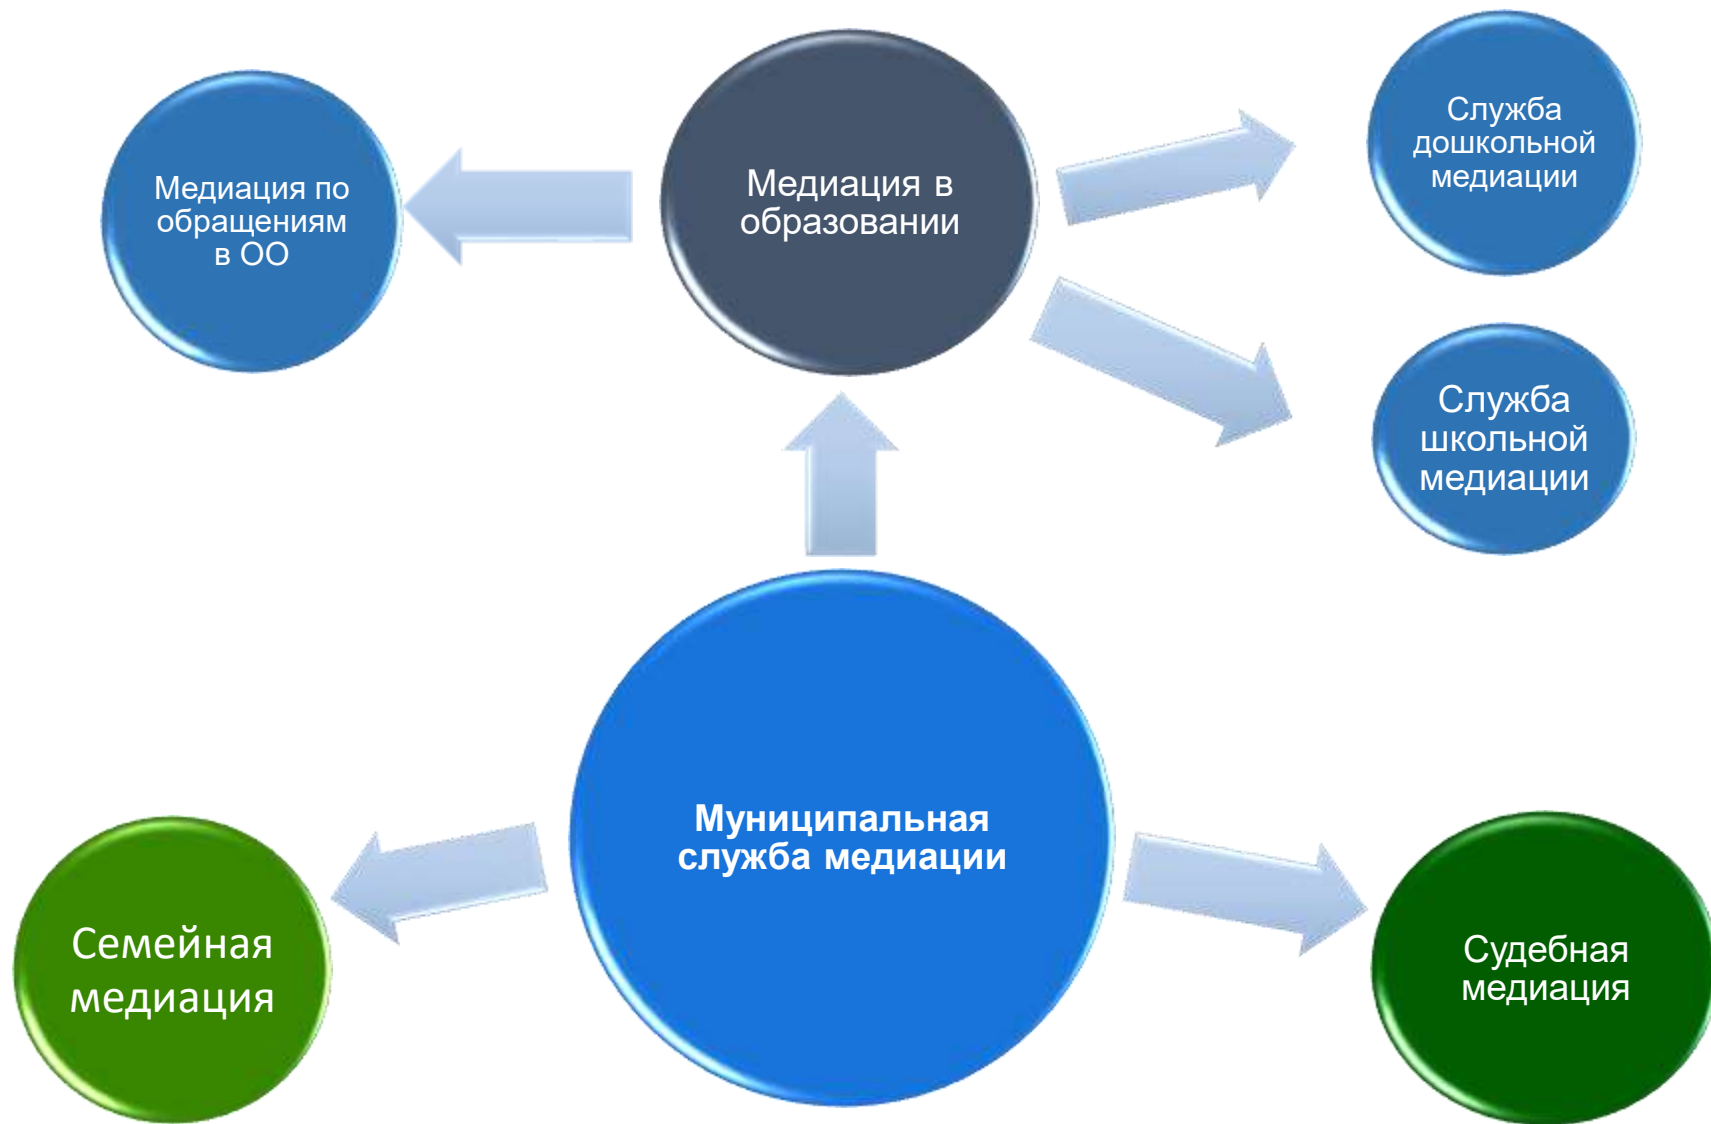 Медиация по
обращениям
в ОО
Медиация в
образовании
Служба
дошкольной
медиации
Служба
школьной
медиации
Муниципальная
служба медиации
Семейная
медиация
Судебная
медиация